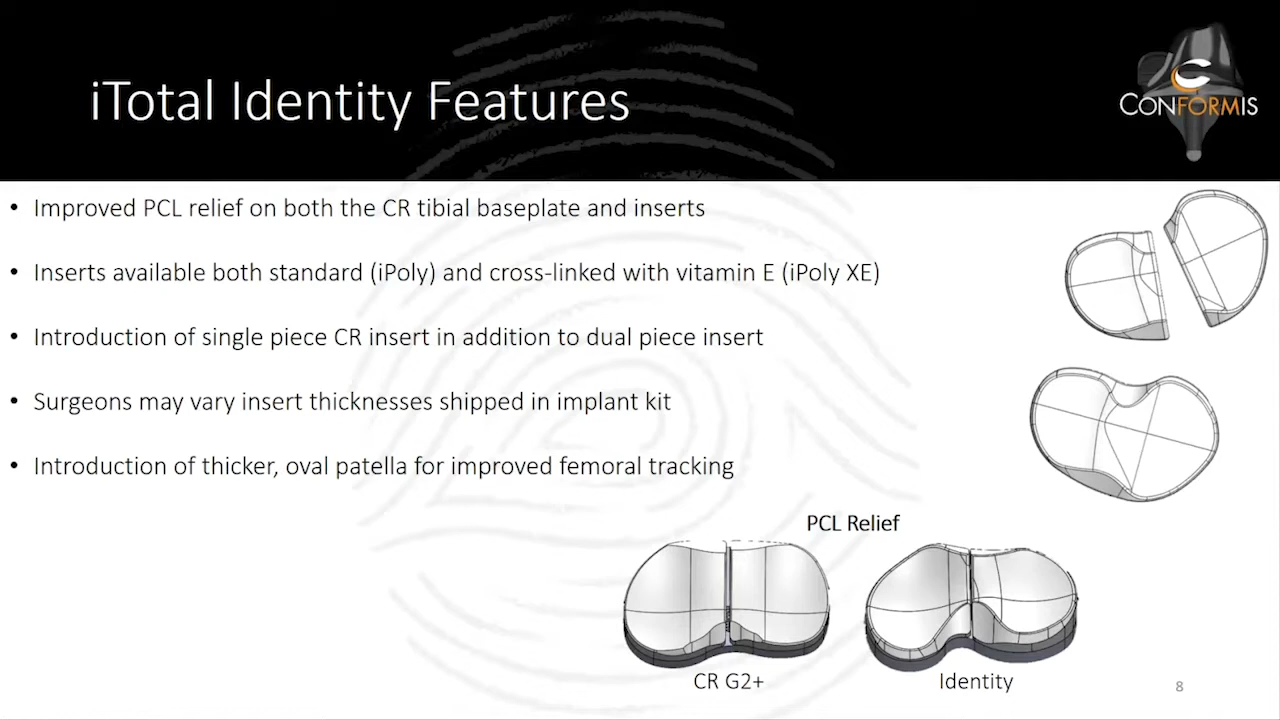 iTotal Identity Features
CONFORMIS
• Improved PCL relief on both the CR tibial baseplate and inserts
• Inserts available both standard (iPoly) and cross-linked with vitamin E (iPoly XE)
• Introduction of single piece CR insert in addition to dual piece insert
• Surgeons may vary insert thicknesses shipped in implant kit
• Introduction of thicker, oval patella for improved femoral tracking
PCL Relief
CR G2+
Identity
8